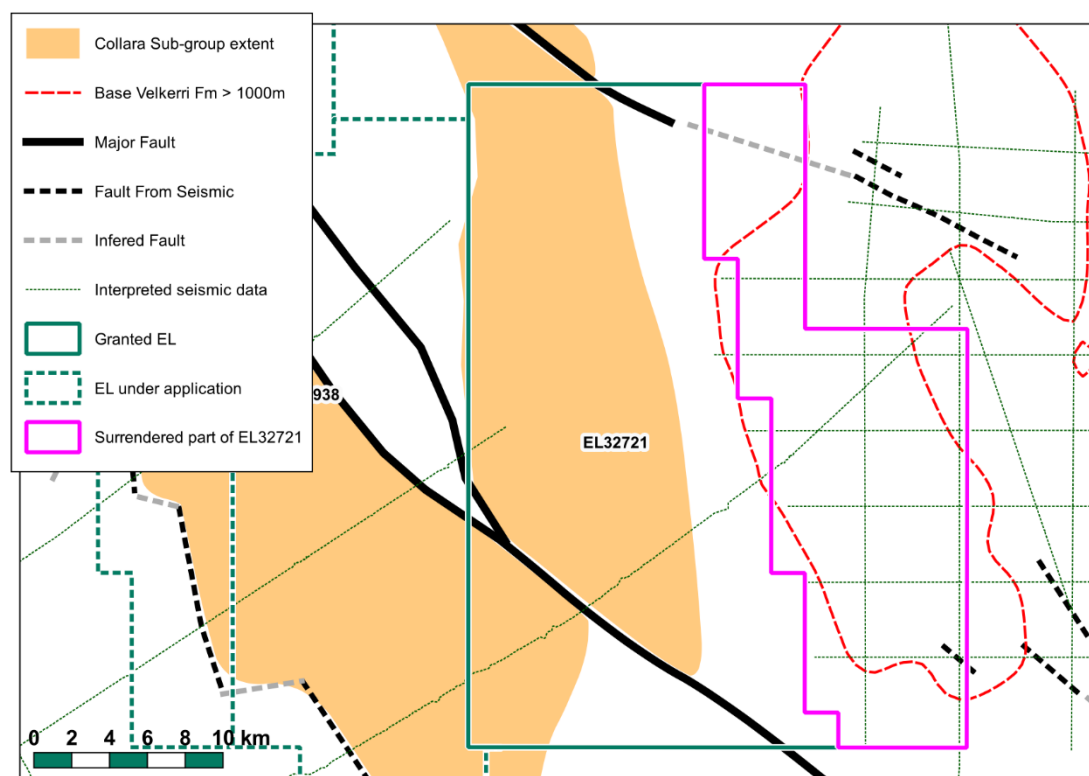 Collara Sub-group extent
Base Velkerri Fm > 1000m
Major Fault
Fault From Seismic
Infered Fault
Interpreted seismic data
Granted EL
EL under application
Surrendered part of EL32721
938
EL32721
0 2 4 6 8 10 km